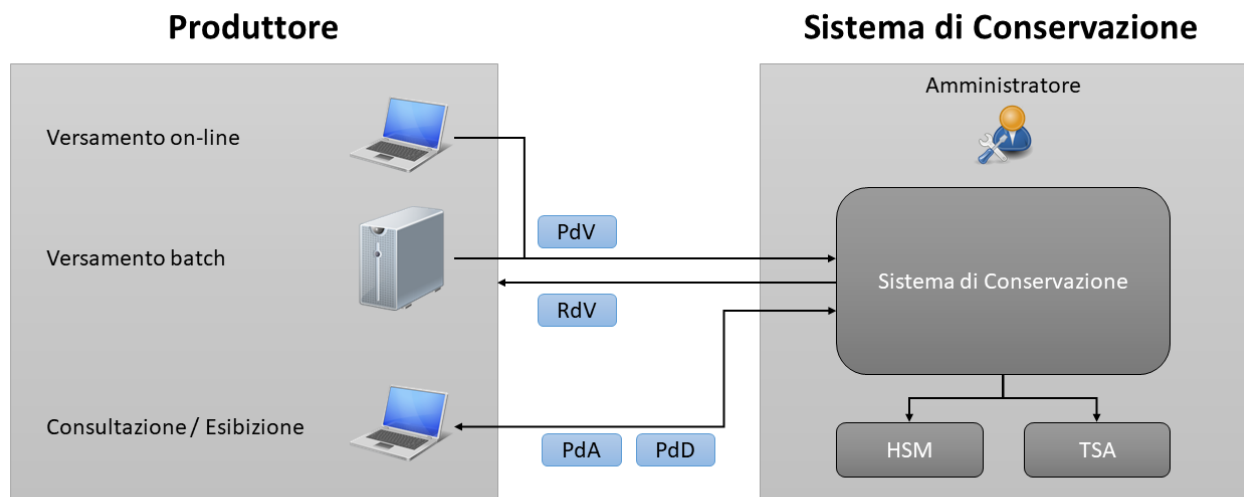 Produttore
Sistema di Conservazione
Amministratore
Versamento on-line
PdV
Versamento batch
Sistema di Conservazione
RdV
Consultazione / Esibizione
PdA
PdD
HSM
TSA